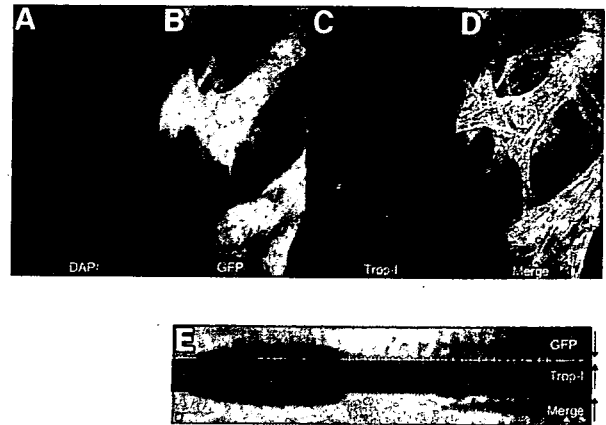 A B C D
DAPI GFP Trop-I Merge
E
GFP
Trop-I
Merge